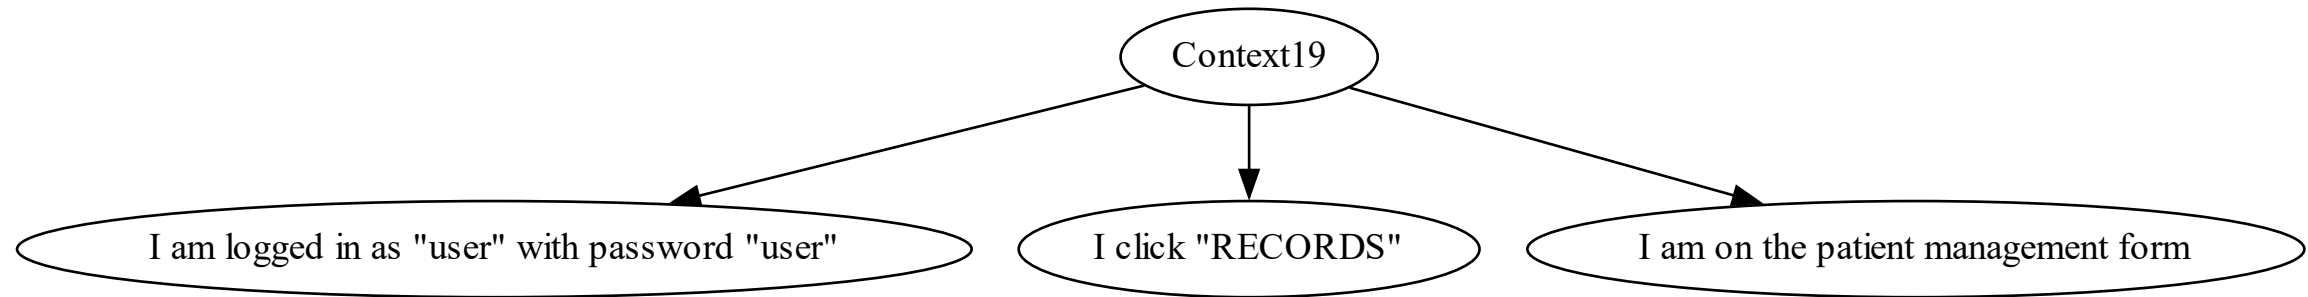 Context19
I am logged in as "user" with password "user"
I click "RECORDS"
I am on the patient management form